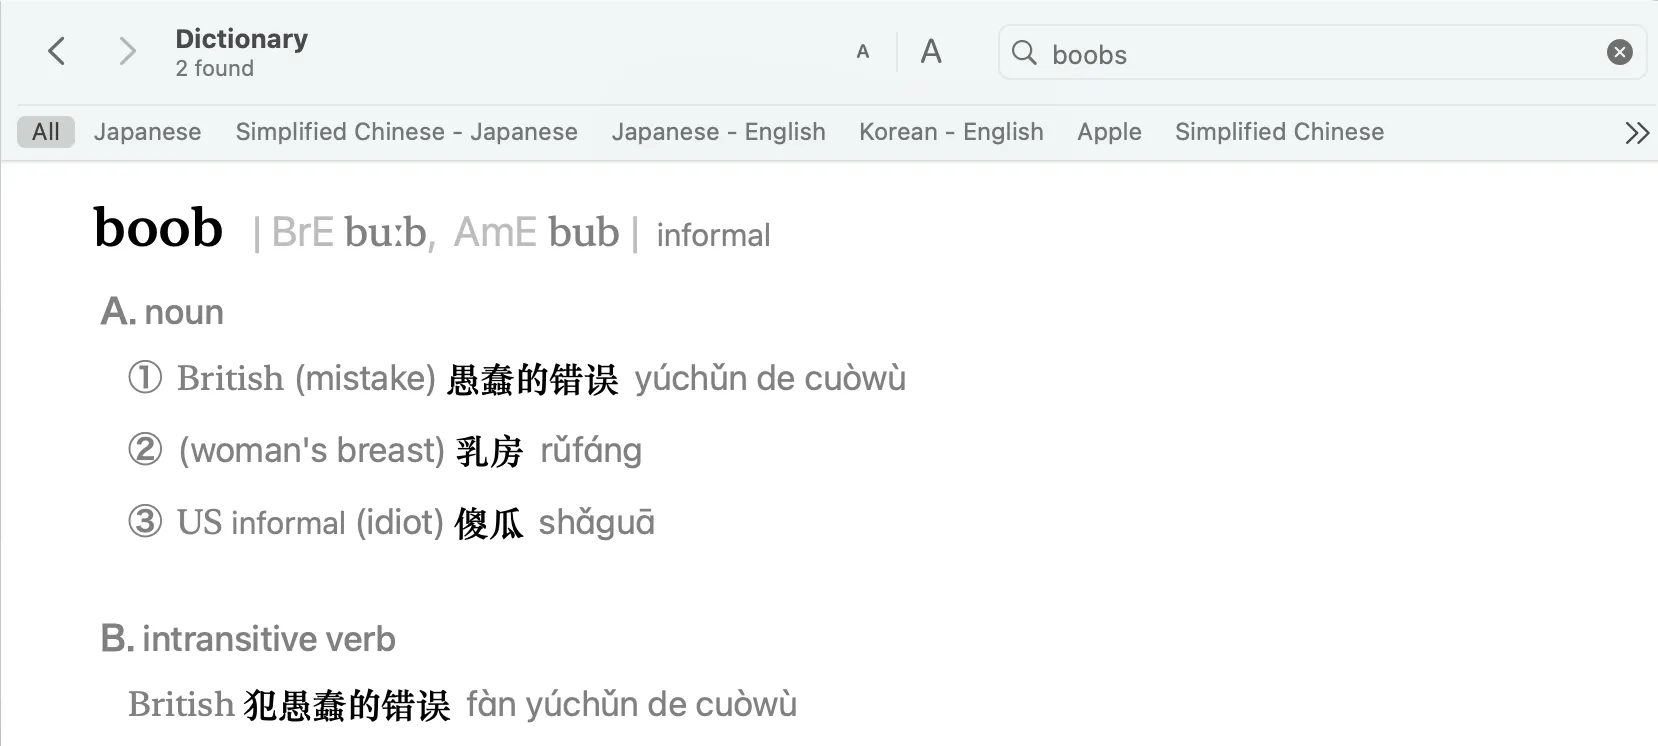 Dictionary
2 found
A A
boobs
All Japanese Simplified Chinese - Japanese Japanese - English Korean - English Apple Simplified Chinese
boob | BrE buːb, AmE bub | informal
A. noun
① British (mistake) 愚蠢的错误 yúchǔn de cuòwù
② (woman's breast) 乳房 rǔfáng
③ US informal (idiot) 傻瓜 shǎguā
B. intransitive verb
British 犯愚蠢的错误 fàn yúchǔn de cuòwù